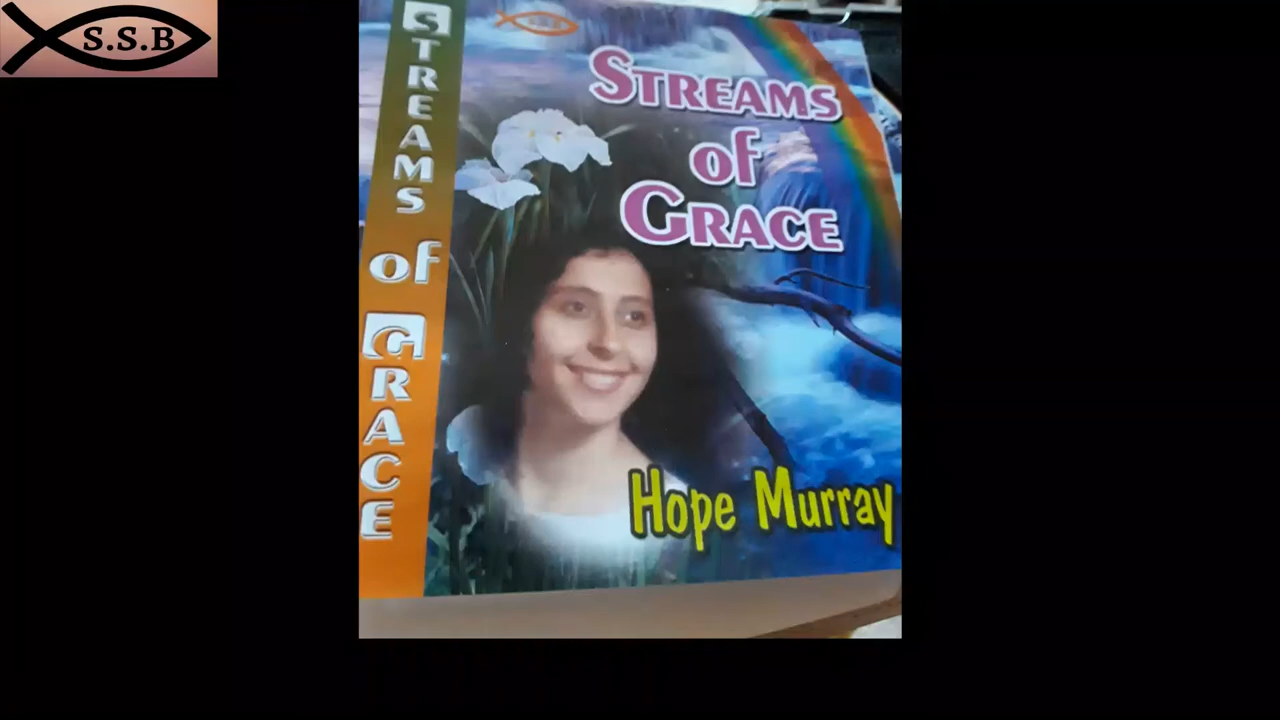 S.S.B
STREAMS of GRACE
S.S.B
STREAMS
of
GRACE
Hope Murray